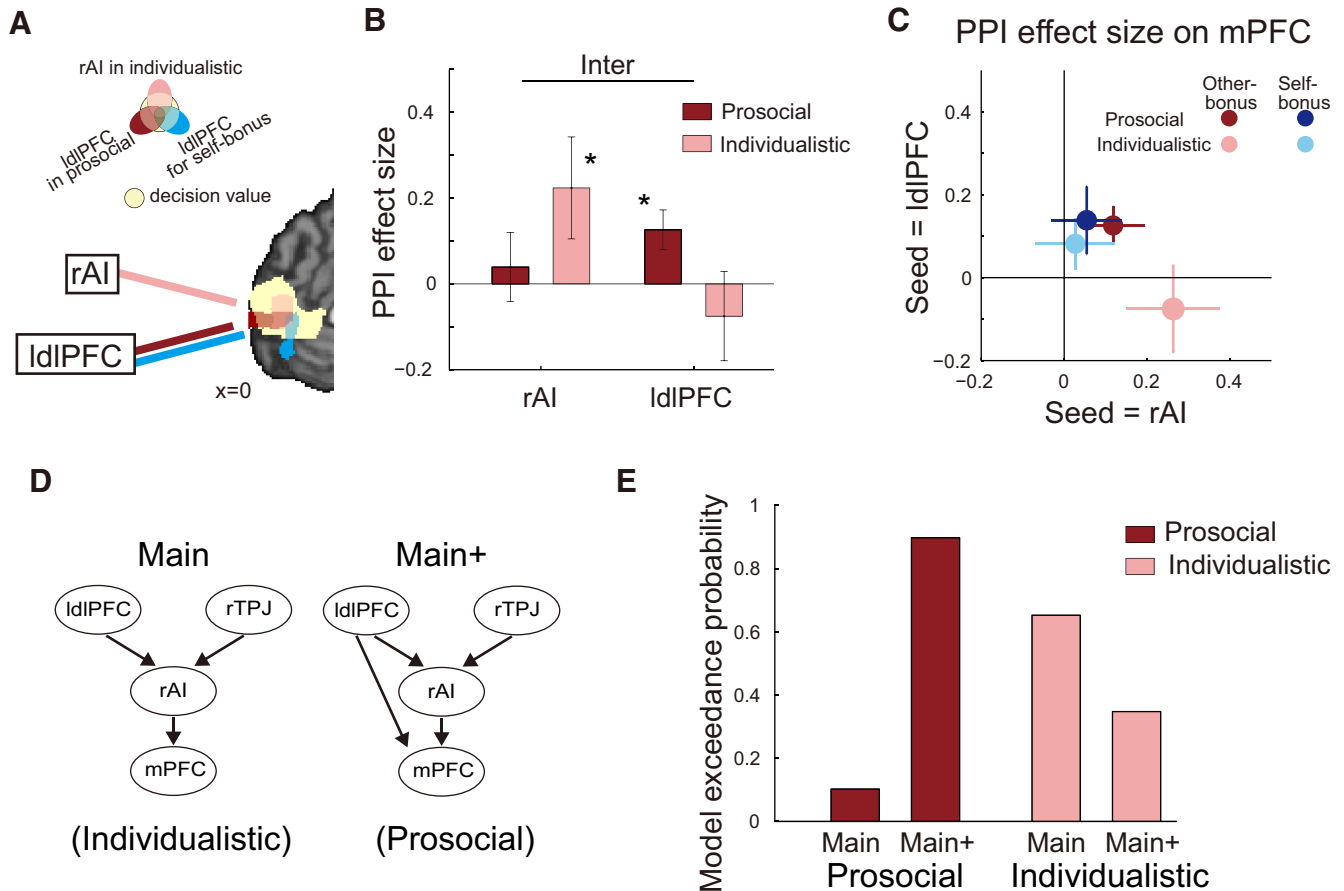 A
rAI in individualistic
ldlPFC
in prosocial
ldlPFC
for self-bonus
decision value
rAI
ldlPFC
x=0
B
Inter
Prosocial
Individualistic
PPI effect size
0.4
0.2
0
−0.2
*
*
rAI
ldlPFC
C
PPI effect size on mPFC
Other-
bonus
Self-
bonus
Prosocial
Individualistic
Seed = ldlPFC
0.4
0.2
0
−0.2
−0.2
0
0.2
0.4
Seed = rAI
D
Main
ldlPFC
rTPJ
rAI
mPFC
(Individualistic)
Main+
ldlPFC
rTPJ
rAI
mPFC
(Prosocial)
E
Model exceedance probability
1
0.8
0.6
0.4
0.2
0
Prosocial
Individualistic
Main Main+ Main Main+
Prosocial Individualistic